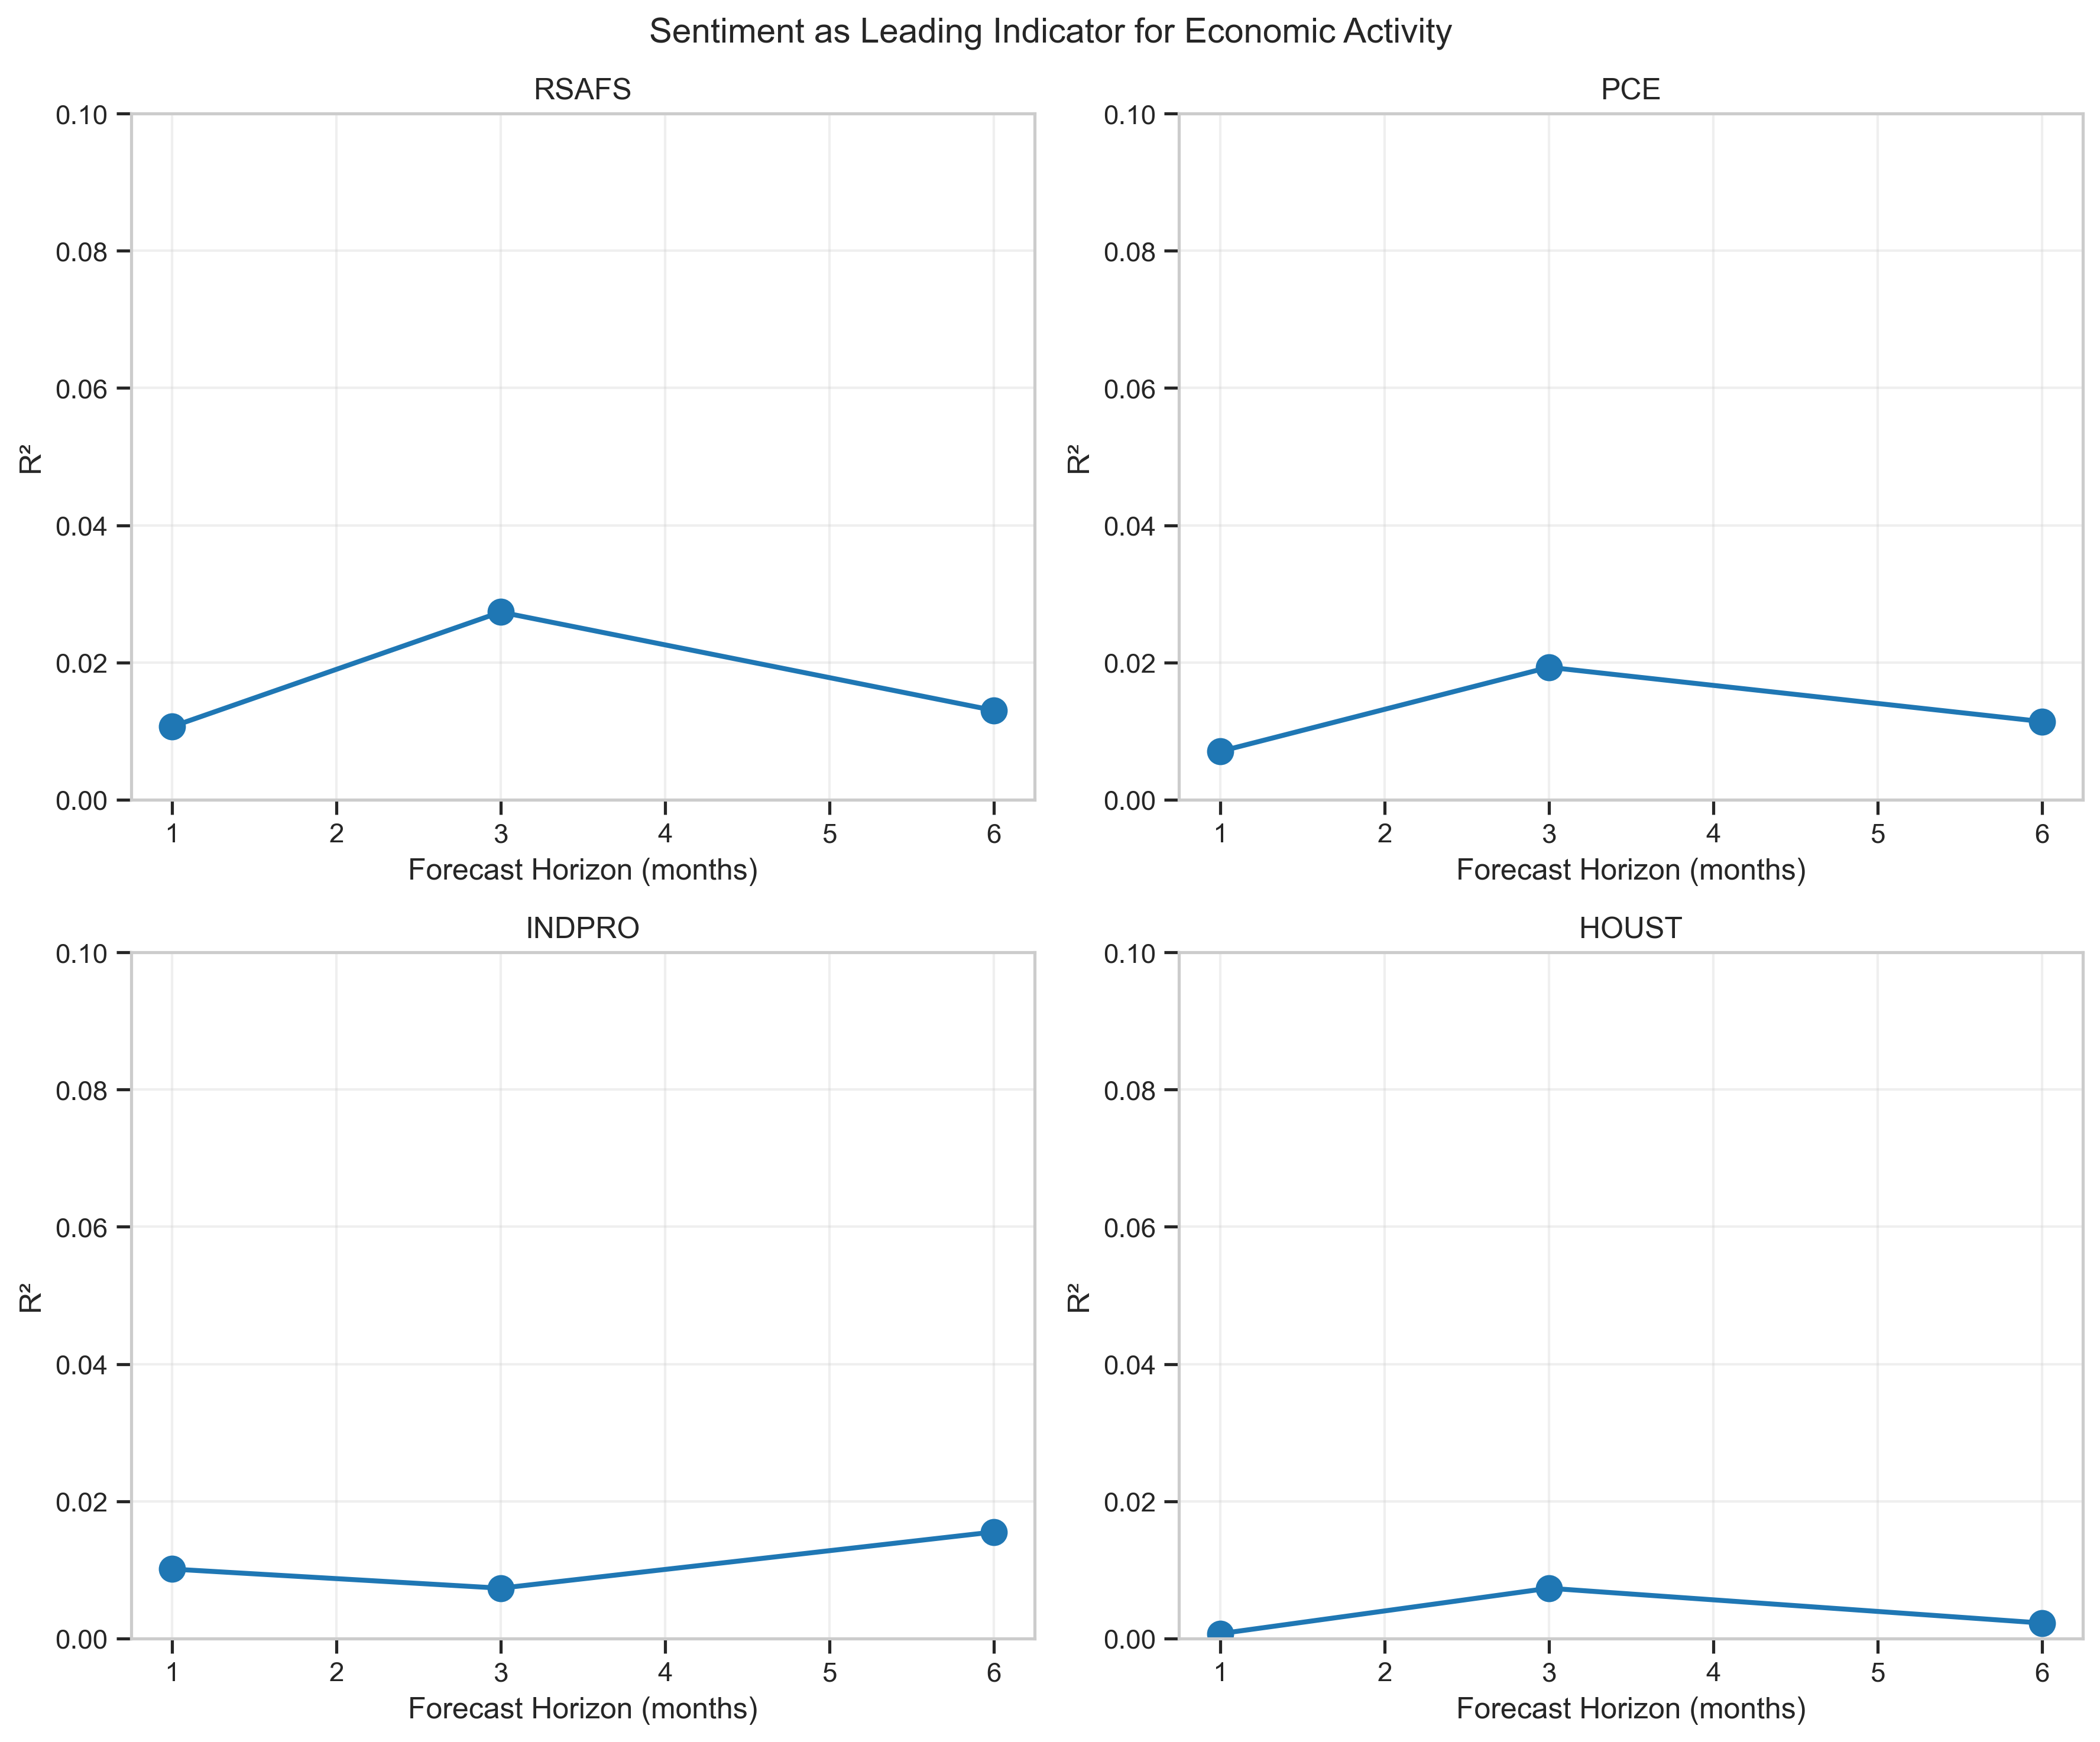 Sentiment as Leading Indicator for Economic Activity
RSAFS
0.10
0.08
0.06
0.04
0.02
0.00
R²
1 2 3 4 5 6
Forecast Horizon (months)
PCE
0.10
0.08
0.06
0.04
0.02
0.00
R²
1 2 3 4 5 6
Forecast Horizon (months)
INDPRO
0.10
0.08
0.06
0.04
0.02
0.00
R²
1 2 3 4 5 6
Forecast Horizon (months)
HOUST
0.10
0.08
0.06
0.04
0.02
0.00
R²
1 2 3 4 5 6
Forecast Horizon (months)